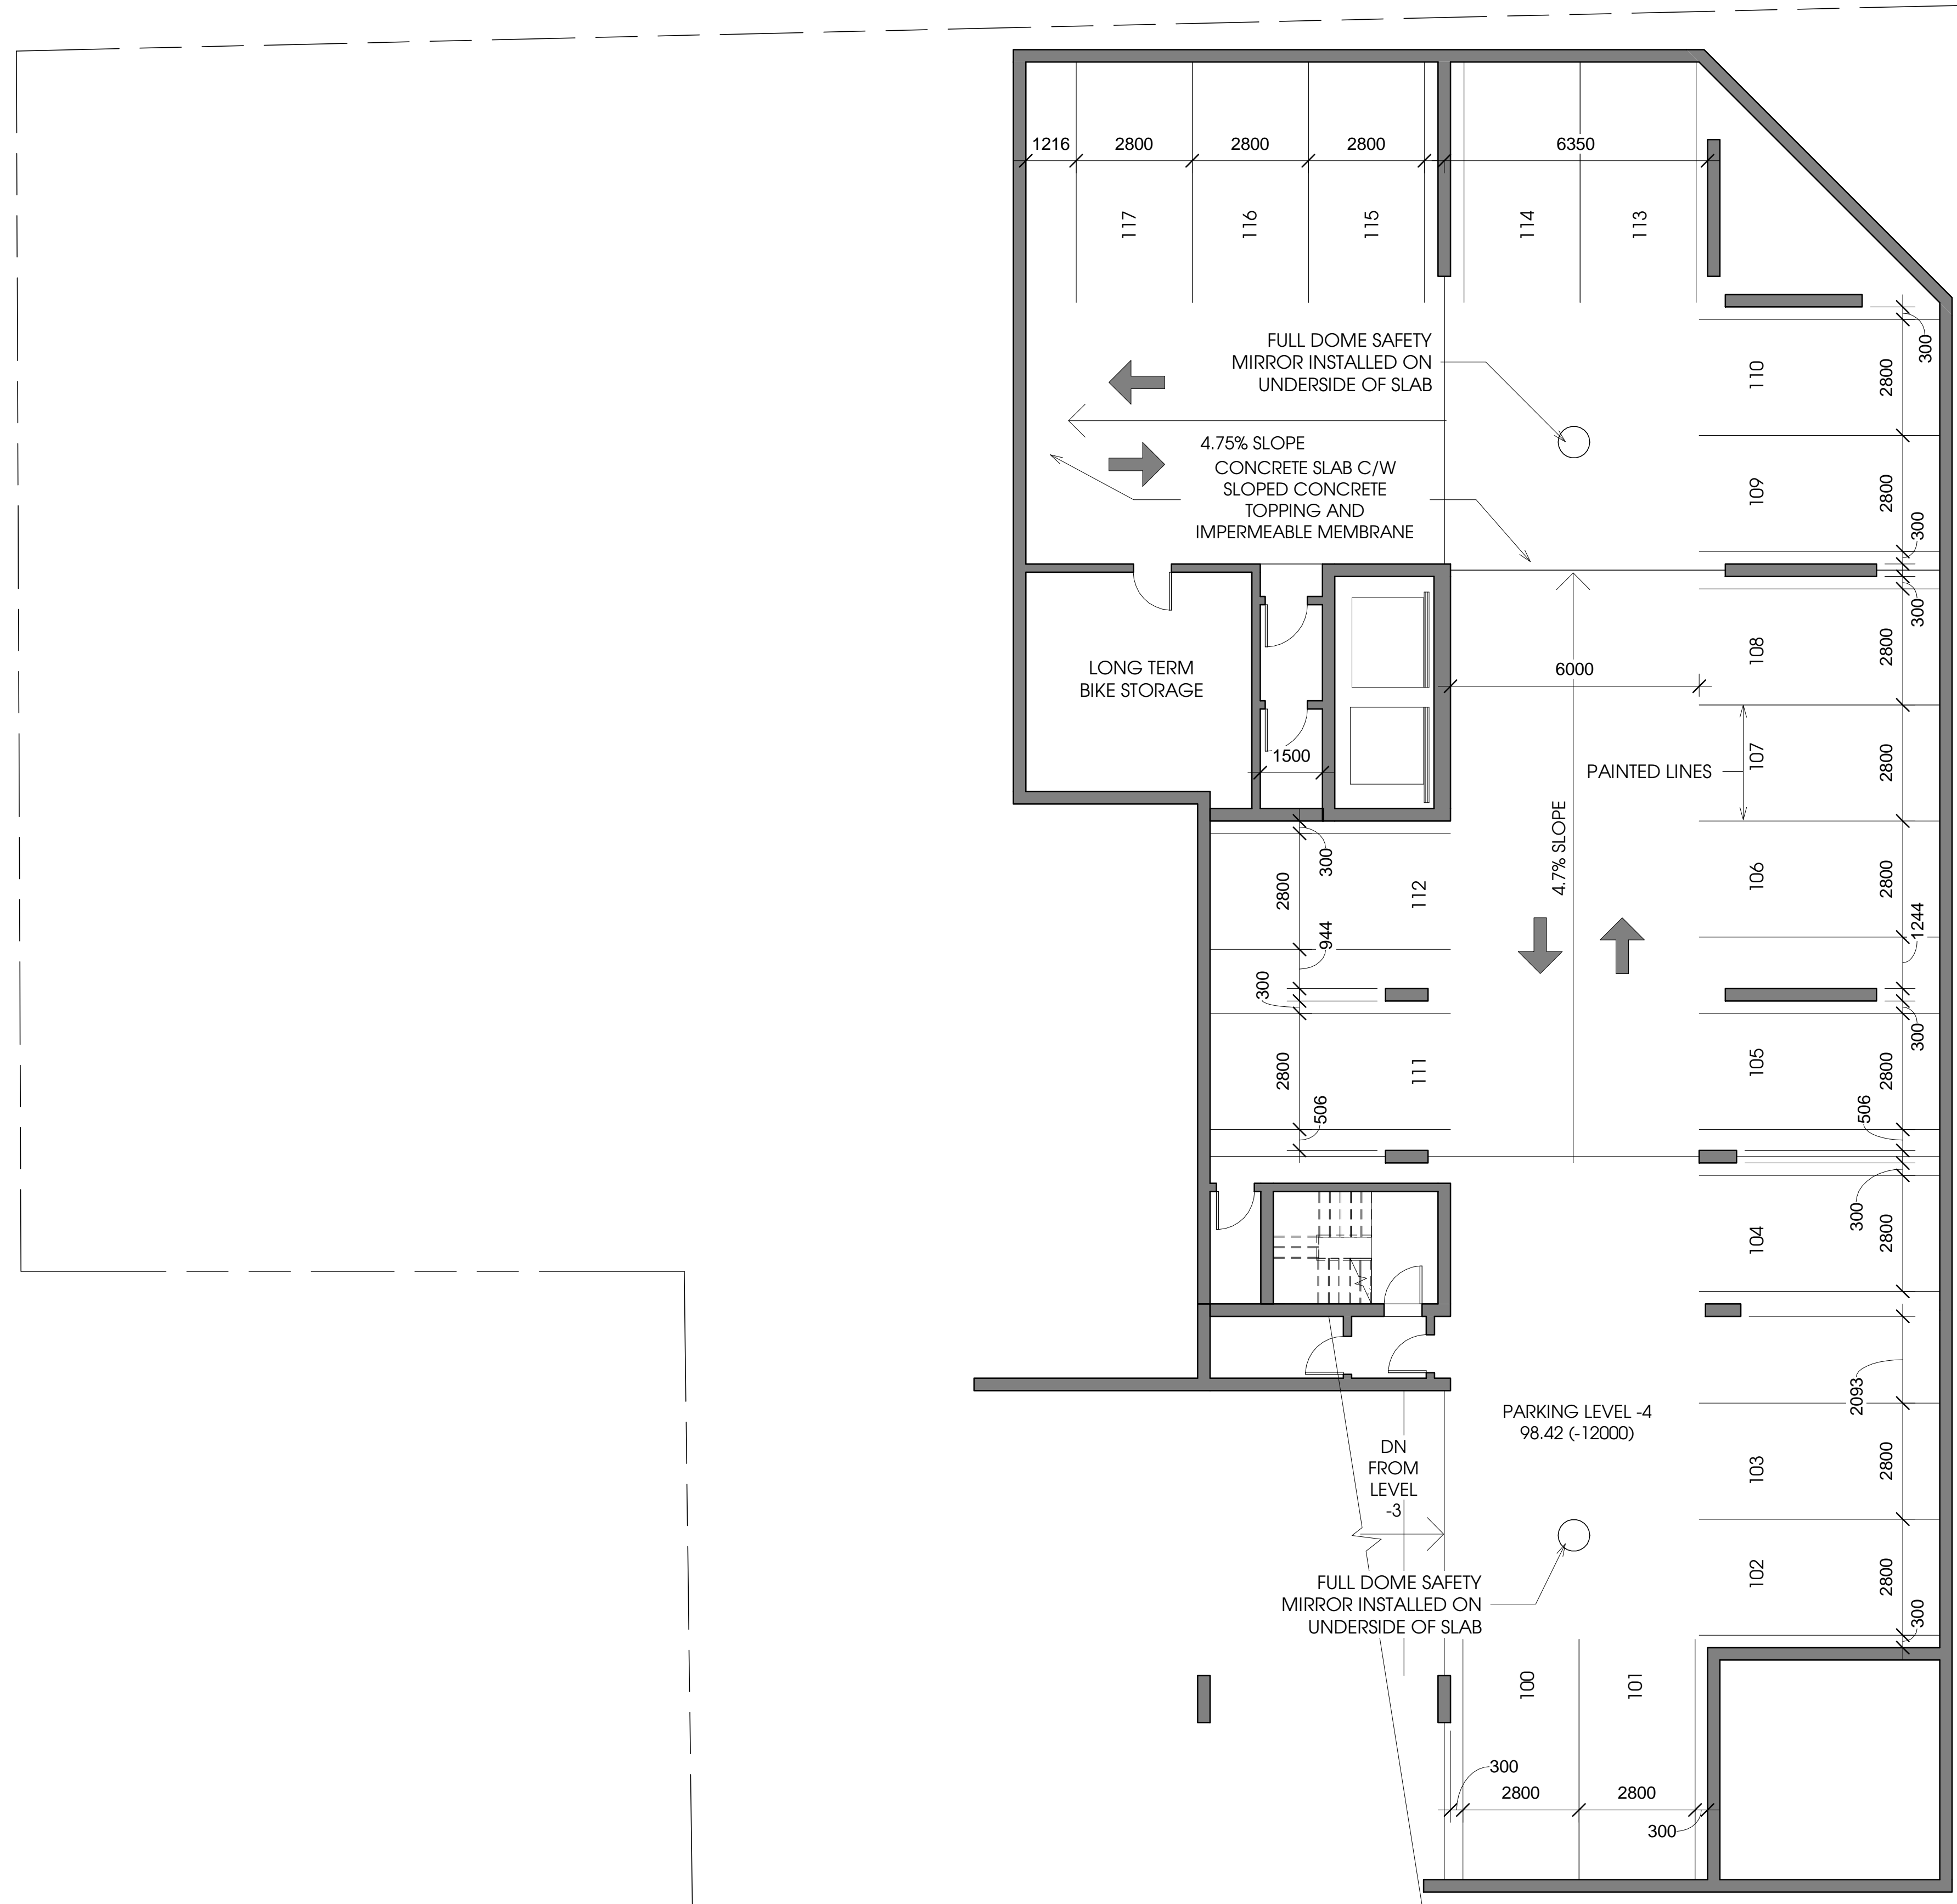 1216
2800
2800
2800
6350
117
116
115
114
113
FULL DOME SAFETY
MIRROR INSTALLED ON
UNDERSIDE OF SLAB
300
110
2800
4.75% SLOPE
CONCRETE SLAB C/W
SLOPED CONCRETE
TOPPING AND
IMPERMEABLE MEMBRANE
109
2800
300
300
LONG TERM
BIKE STORAGE
6000
108
2800
1500
PAINTED LINES
107
2800
4.7% SLOPE
300
2800
112
106
2800
944
1244
300
300
2800
111
105
2800
506
506
300
104
2800
2093
PARKING LEVEL -4
98.42 (-12000)
DN
FROM
LEVEL
-3
103
2800
FULL DOME SAFETY
MIRROR INSTALLED ON
UNDERSIDE OF SLAB
102
2800
300
100
101
300
2800
2800
300